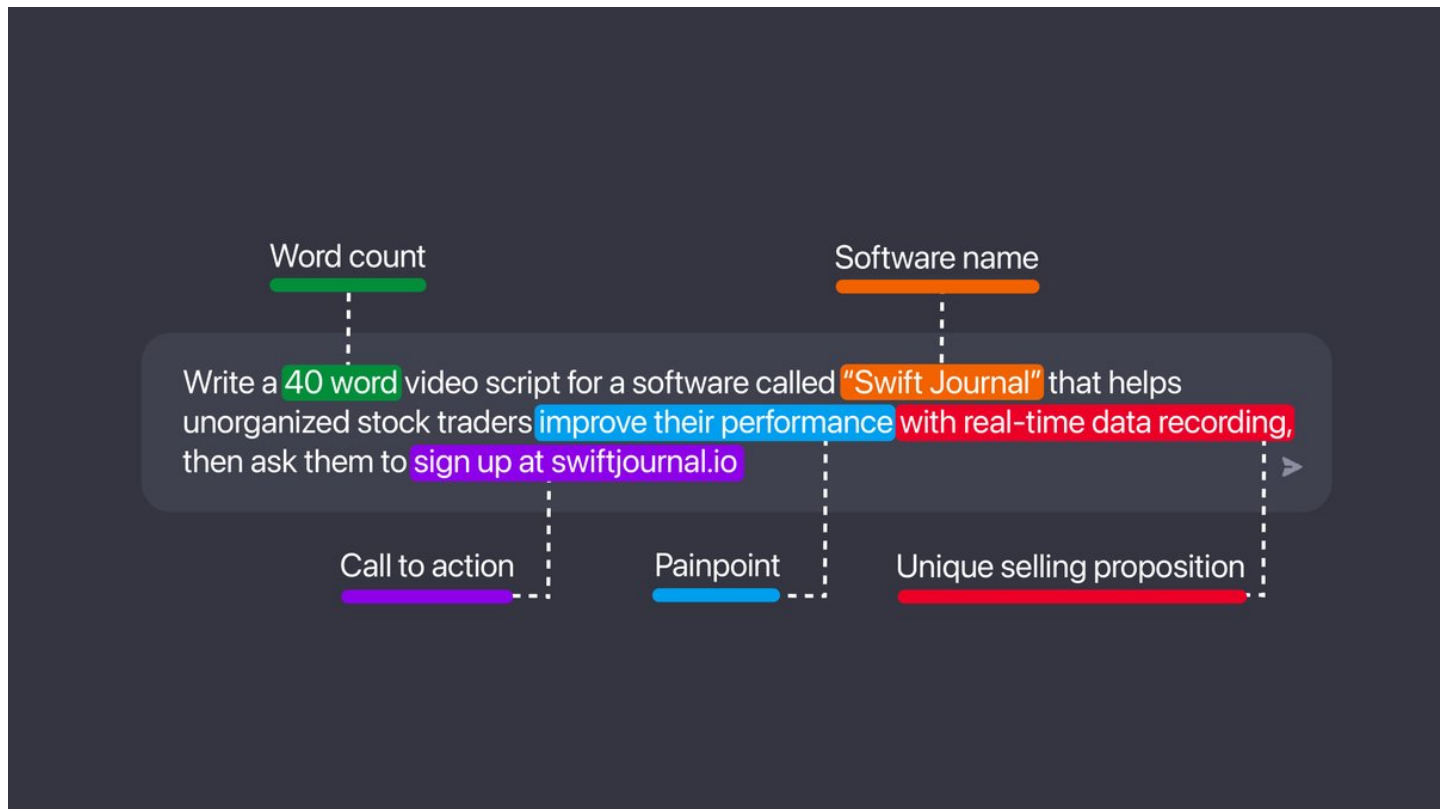 Word count
Software name
Write a 40 word video script for a software called “Swift Journal” that helps
unorganized stock traders improve their performance with real-time data recording,
then ask them to sign up at swiftjournal.io
Call to action
Painpoint
Unique selling proposition